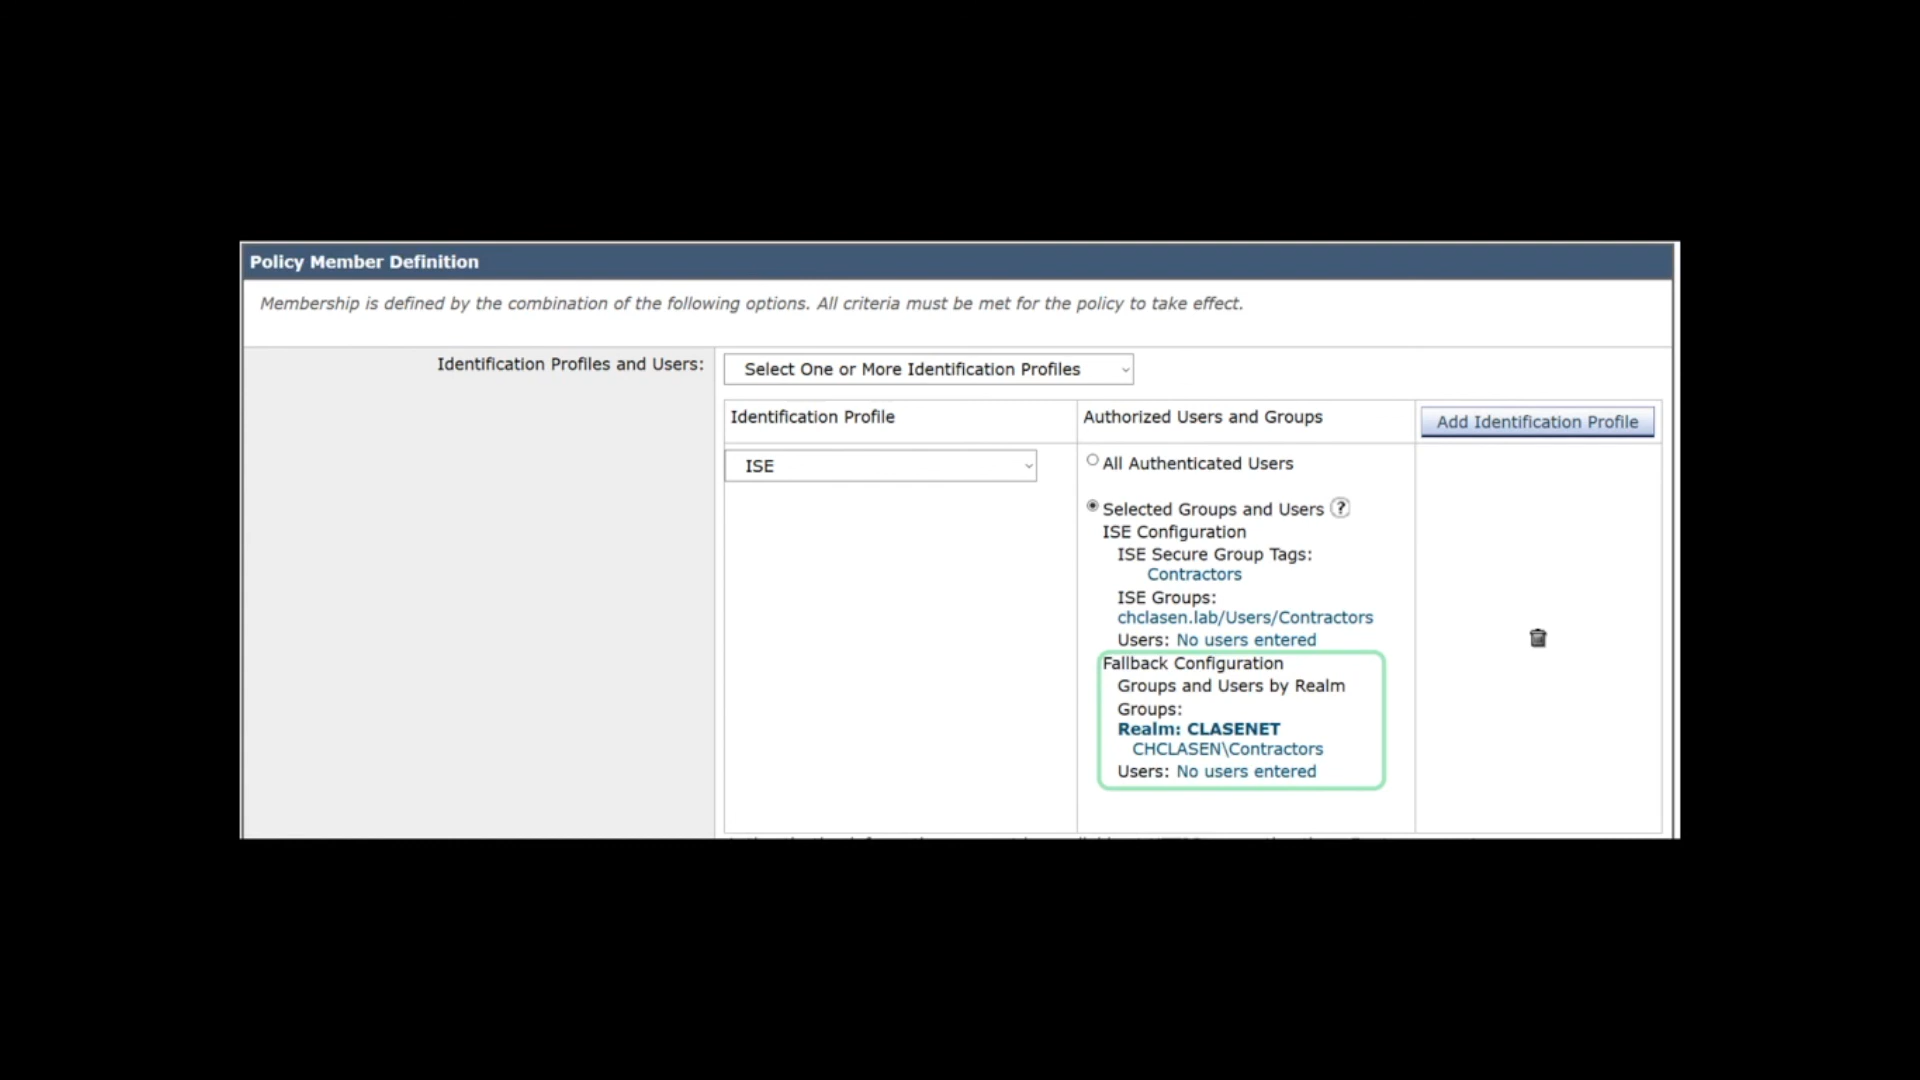 Policy Member Definition
Membership is defined by the combination of the following options. All criteria must be met for the policy to take effect.
Identification Profiles and Users:
Select One or More Identification Profiles
Identification Profile
Authorized Users and Groups
Add Identification Profile
ISE
All Authenticated Users
Selected Groups and Users ?
ISE Configuration
ISE Secure Group Tags:
Contractors
ISE Groups:
chclasen.lab/Users/Contractors
Users: No users entered
Fallback Configuration
Groups and Users by Realm
Groups:
Realm: CLASENET
CHCLASEN\Contractors
Users: No users entered